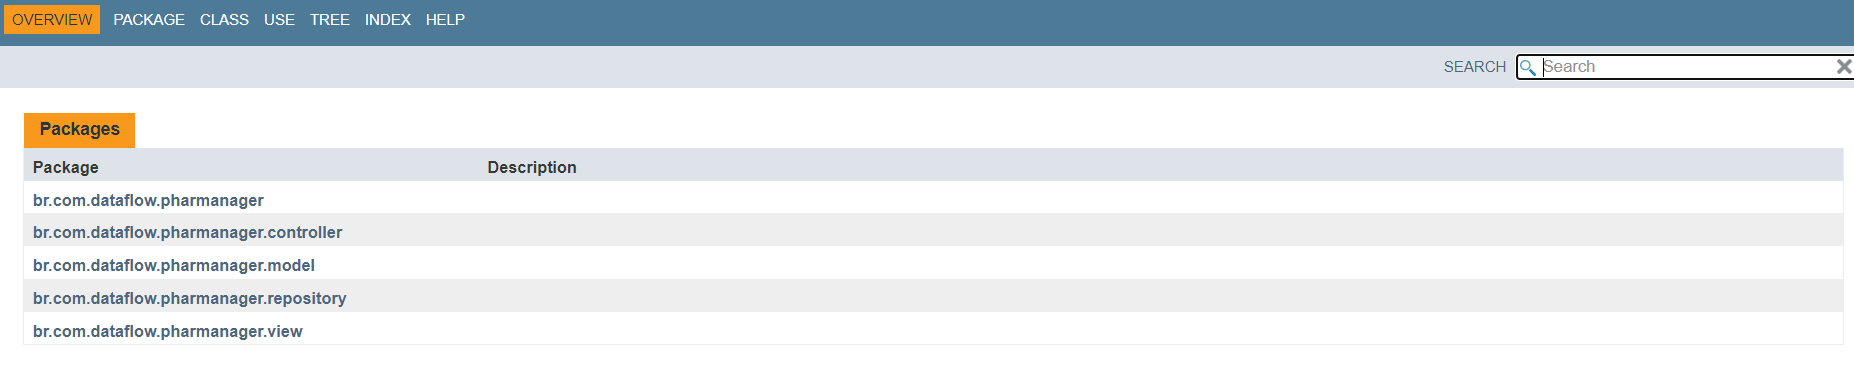 OVERVIEW PACKAGE CLASS USE TREE INDEX HELP
SEARCH Search
Packages
Package Description
br.com.dataflow.pharmanager
br.com.dataflow.pharmanager.controller
br.com.dataflow.pharmanager.model
br.com.dataflow.pharmanager.repository
br.com.dataflow.pharmanager.view